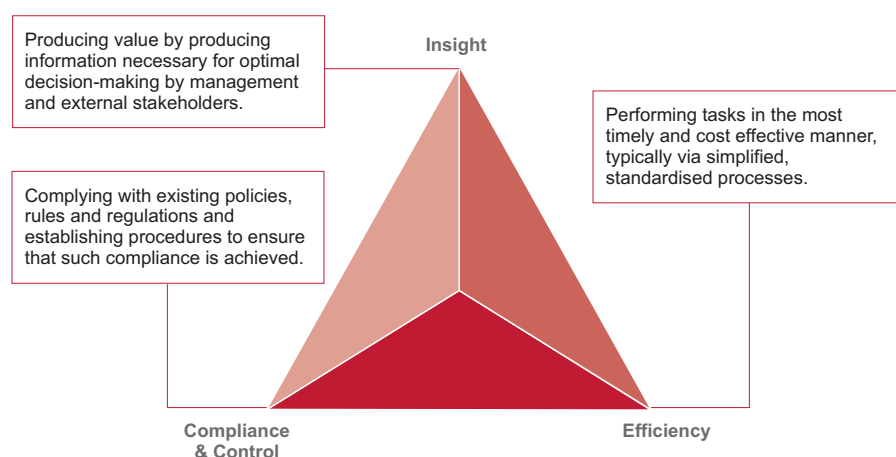 Producing value by producing
information necessary for optimal
decision-making by management
and external stakeholders.
Insight
Performing tasks in the most
timely and cost effective manner,
typically via simplified,
standardised processes.
Complying with existing policies,
rules and regulations and
establishing procedures to ensure
that such compliance is achieved.
Compliance
& Control
Efficiency